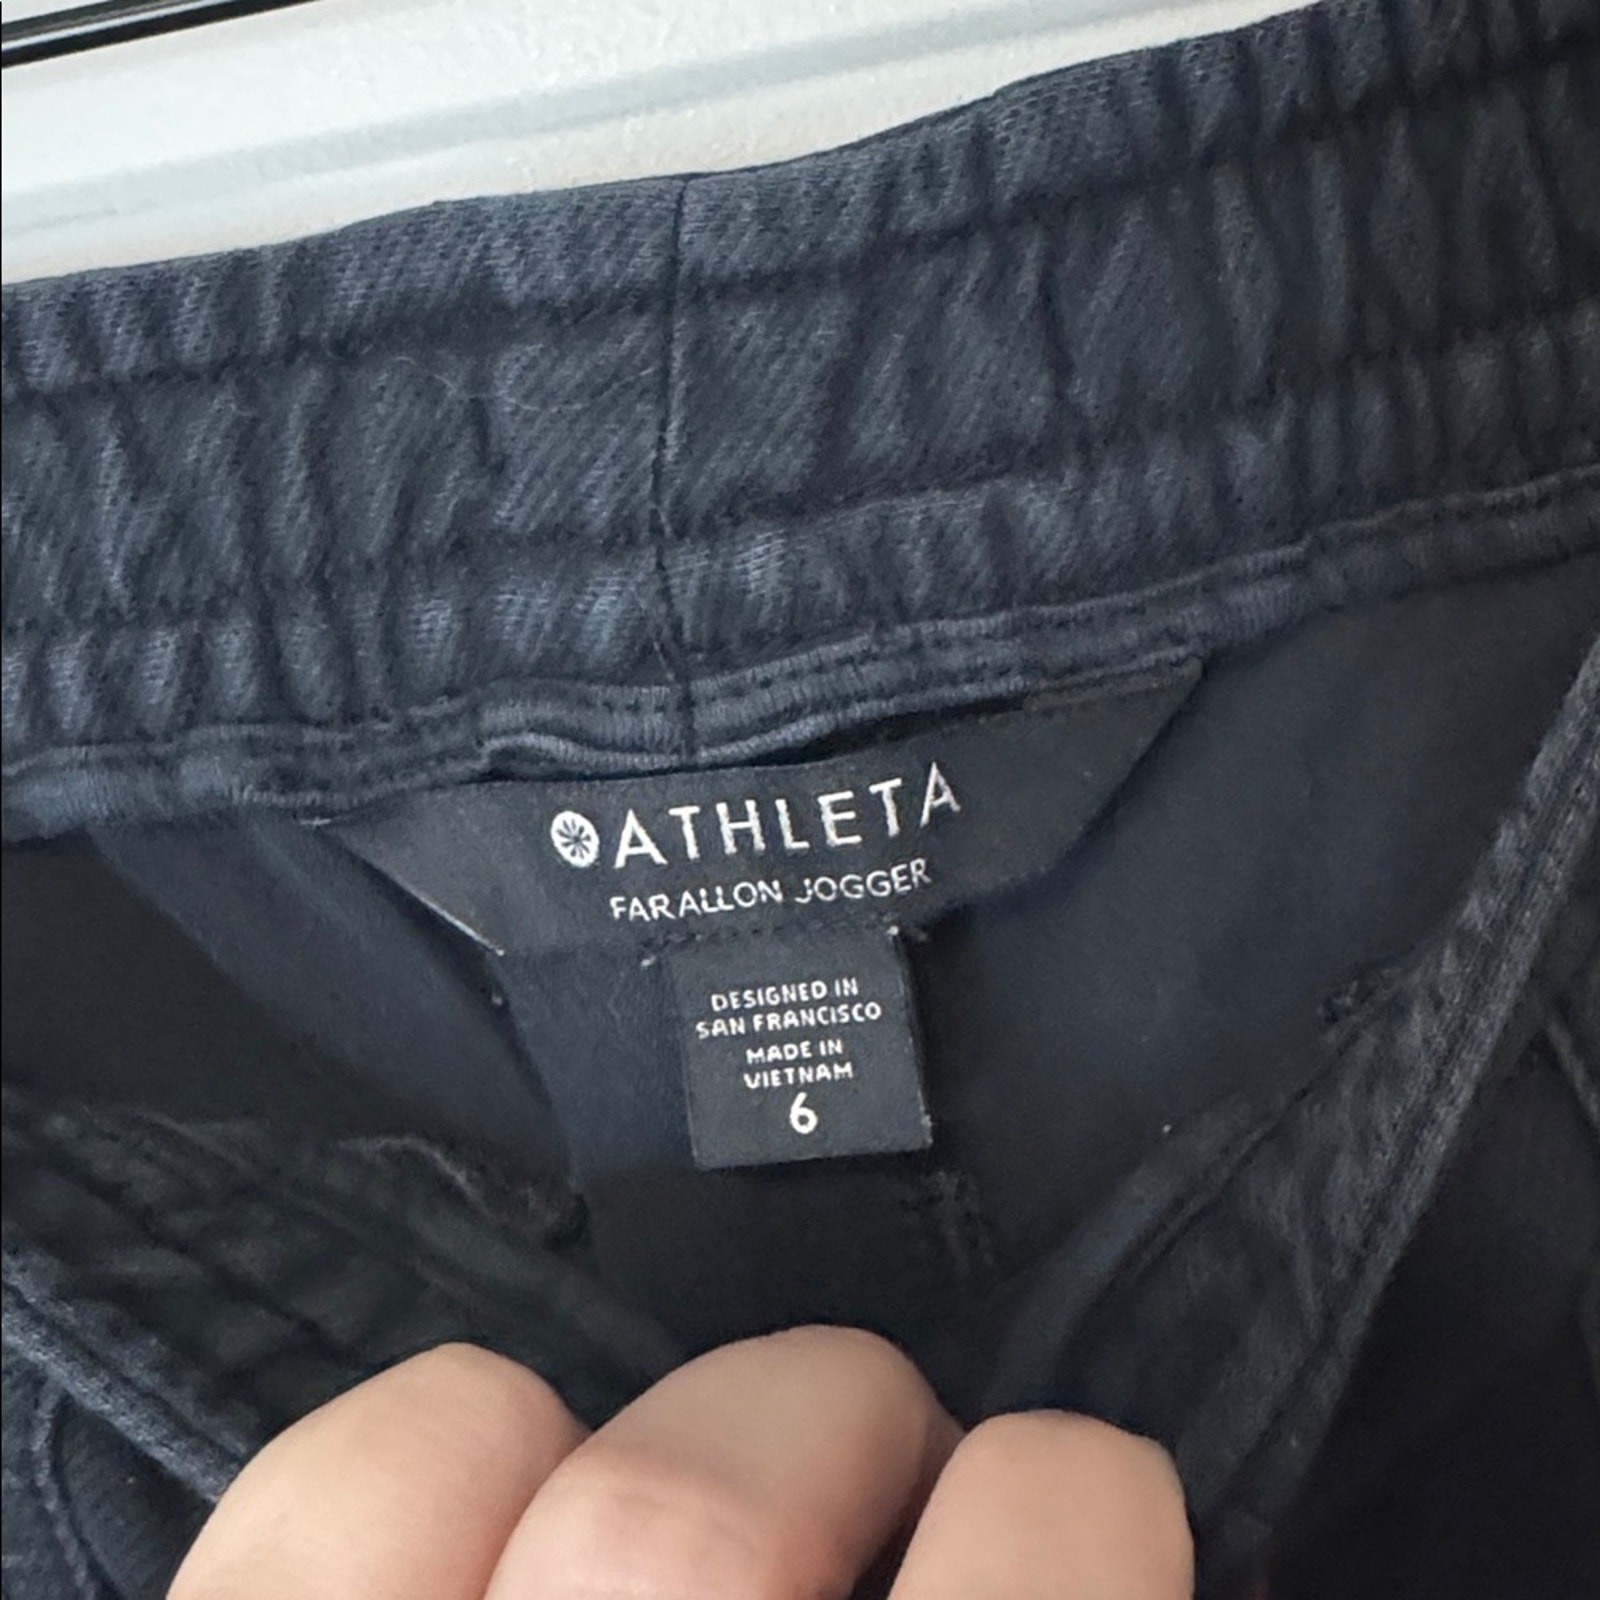 ATHLETA
FARALLON JOGGER
DESIGNED IN
SAN FRANCISCO
MADE IN
VIETNAM
6